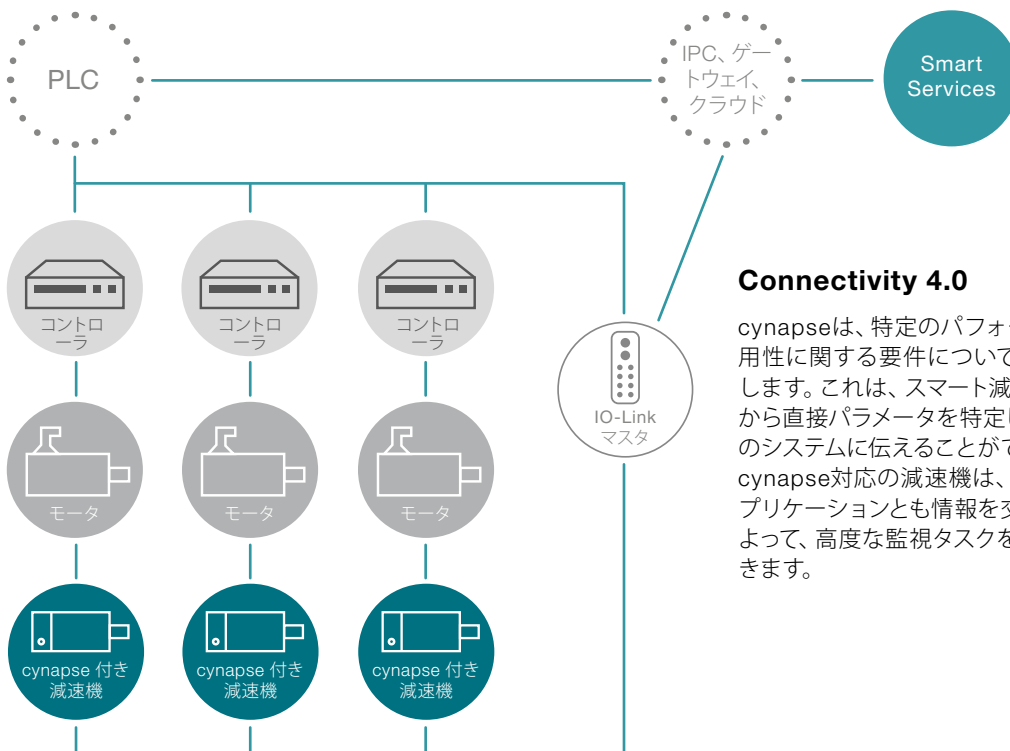 PLC
IPC、ゲー
トウェイ、
クラウド
Smart
Services
コントロ
ーラ
コントロ
ーラ
コントロ
ーラ
IO-Link
マスタ
モータ
モータ
モータ
cynapse 付き
減速機
cynapse 付き
減速機
cynapse 付き
減速機
Connectivity 4.0
cynapseは、特定のパフォ
用性に関する要件について
します。これは、スマート減
から直接パラメータを特定
のシステムに伝えることがで
cynapse対応の減速機は、
プリケーションとも情報を
よって、高度な監視タスクを
きます。